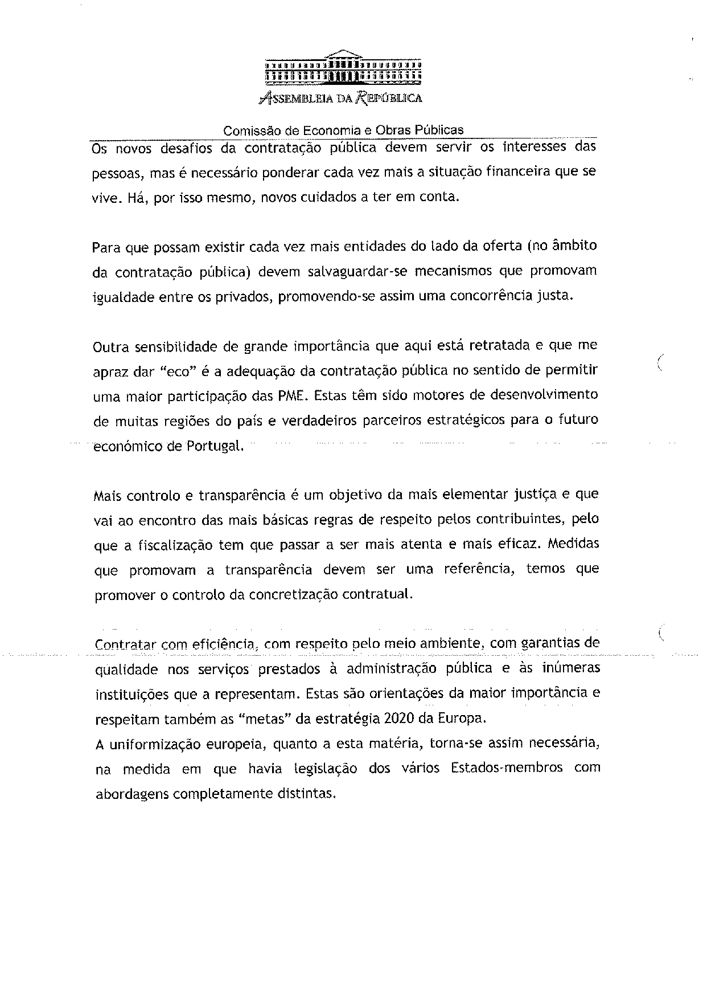 ASSEMBLEIA DA REPÚBLICA
Comissão de Economia e Obras Públicas
Os novos desafios da contratação pública devem servir os interesses das
pessoas, mas é necessário ponderar cada vez mais a situação financeira que se
vive. Há, por isso mesmo, novos cuidados a ter em conta.
Para que possam existir cada vez mais entidades do lado da oferta (no âmbito
da contratação pública) devem salvaguardar-se mecanismos que promovam
igualdade entre os privados, promovendo-se assim uma concorrência justa.
Outra sensibilidade de grande importância que aqui está retratada e que me
apraz dar “eco” é a adequação da contratação pública no sentido de permitir
uma maior participação das PME. Estas têm sido motores de desenvolvimento
de muitas regiões do país e verdadeiros parceiros estratégicos para o futuro
económico de Portugal.
Mais controlo e transparência é um objetivo da mais elementar justiça e que
vai ao encontro das mais básicas regras de respeito pelos contribuintes, pelo
que a fiscalização tem que passar a ser mais atenta e mais eficaz. Medidas
que promovam a transparência devem ser uma referência, temos que
promover o controlo da concretização contratual.
Contratar com eficiência, com respeito pelo meio ambiente, com garantias de
qualidade nos serviços prestados à administração pública e às inúmeras
instituições que a representam. Estas são orientações da maior importância e
respeitam também as “metas” da estratégia 2020 da Europa.
A uniformização europeia, quanto a esta matéria, torna-se assim necessária,
na medida em que havia legislação dos vários Estados-membros com
abordagens completamente distintas.